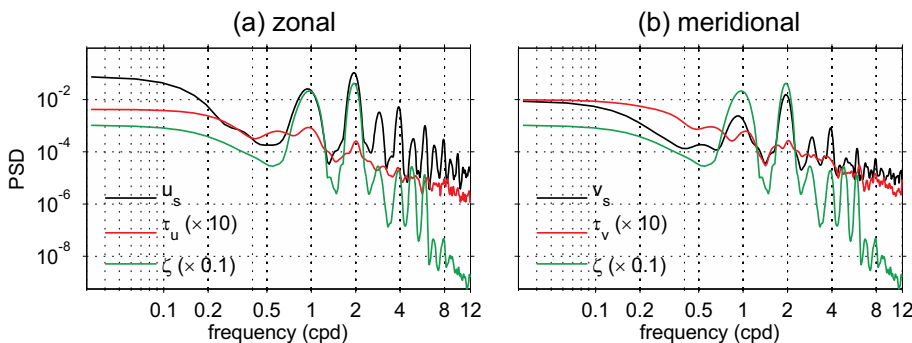 (a) zonal
(b) meridional
PSD
10⁻²
10⁻⁴
10⁻⁶
10⁻⁸
u_s
τ_u (× 10)
ζ (× 0.1)
v_s
τ_v (× 10)
ζ (× 0.1)
0.1 0.2 0.5 1 2 4 8 12
0.1 0.2 0.5 1 2 4 8 12
frequency (cpd)
frequency (cpd)